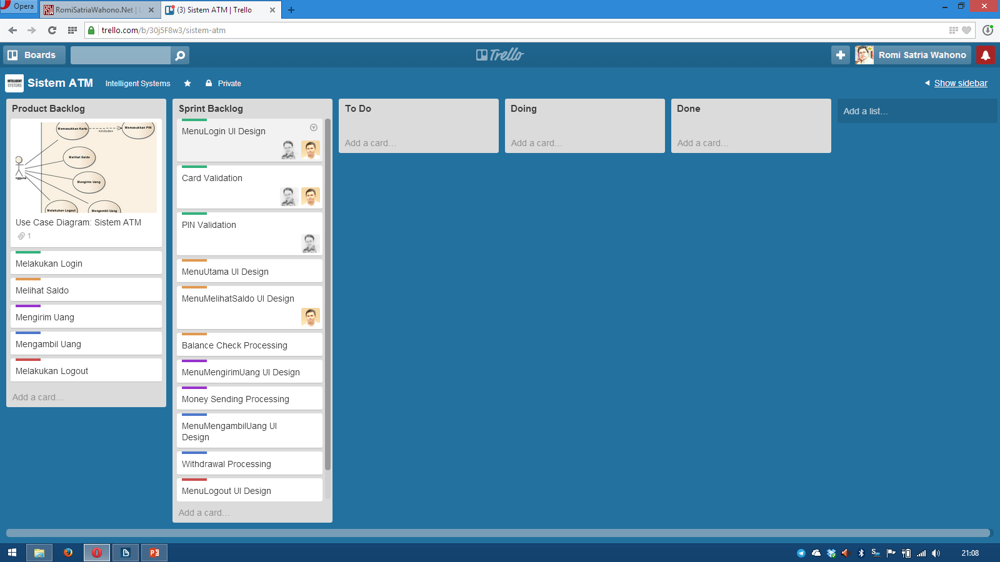 Opera
RomiSatriaWahono.Net |
(3) Sistem ATM | Trello
trello.com/b/30j5F8w3/sistem-atm
Boards
Trello
Romi Satria Wahono
INTELLIGENT
SYSTEMS
Sistem ATM
Intelligent Systems
Private
Show sidebar
Product Backlog
Memasukkan Kartu
«include»
Memasukkan PIN
Melihat Saldo
Mengirim Uang
ngguna
Melakukan Logout
Mengambil Uang
Use Case Diagram: Sistem ATM
1
Melakukan Login
Melihat Saldo
Mengirim Uang
Mengambil Uang
Melakukan Logout
Add a card...
Sprint Backlog
MenuLogin UI Design
Card Validation
PIN Validation
MenuUtama UI Design
MenuMelihatSaldo UI Design
Balance Check Processing
MenuMengirimUang UI Design
Money Sending Processing
MenuMengambilUang UI
Design
Withdrawal Processing
MenuLogout UI Design
Add a card...
To Do
Add a card...
Doing
Add a card...
Done
Add a card...
Add a list...
21:08